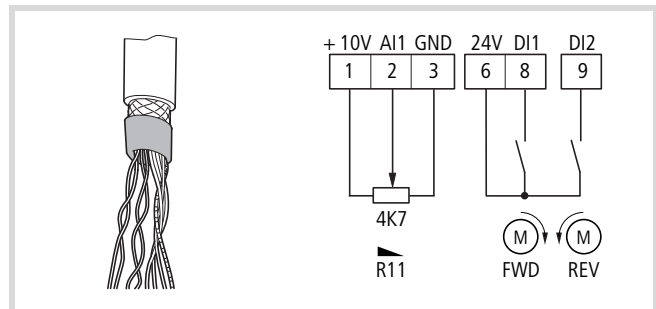 + 10V AI1 GND 24V DI1 DI2
1 2 3 6 8 9
4K7
M M
R11 FWD REV